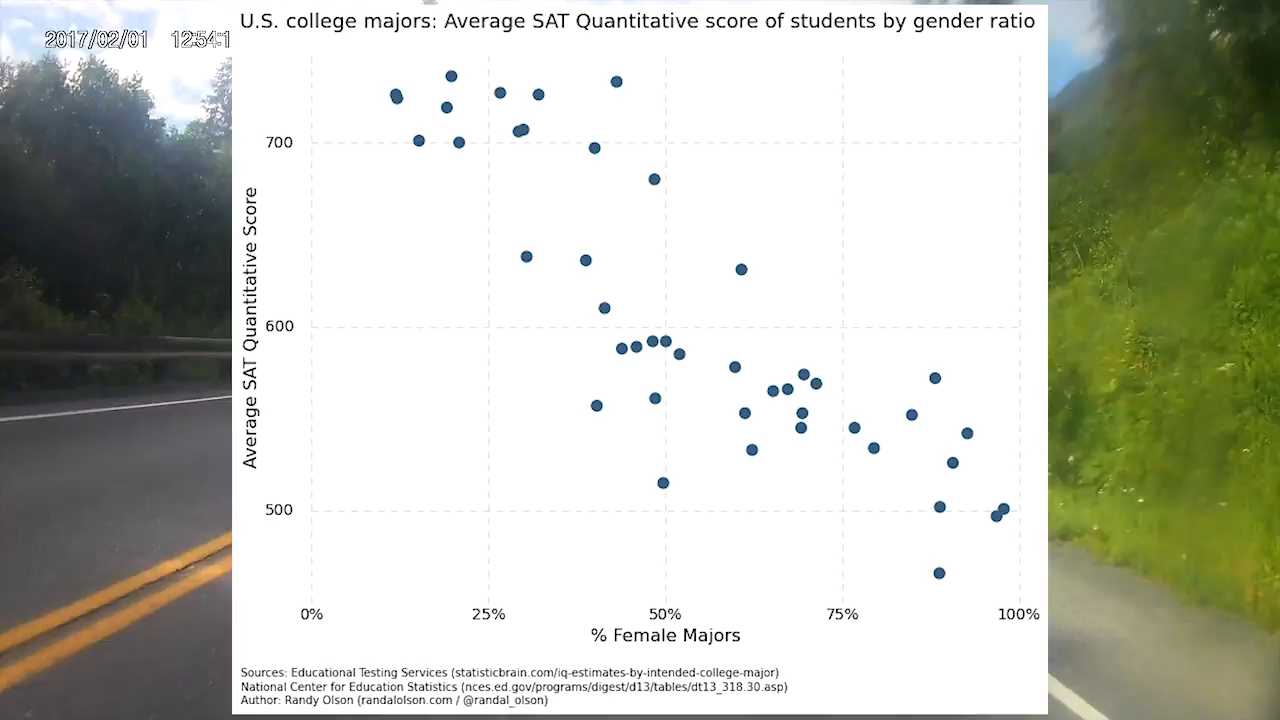 U.S. college majors: Average SAT Quantitative score of students by gender ratio
2017/02/01 12:54:1
Average SAT Quantitative Score
700
600
500
0% 25% 50% 75% 100%
% Female Majors
Sources: Educational Testing Services (statisticbrain.com/iq-estimates-by-intended-college-major)
National Center for Education Statistics (nces.ed.gov/programs/digest/d13/tables/dt13_318.30.asp)
Author: Randy Olson (randalolson.com / @randal_olson)